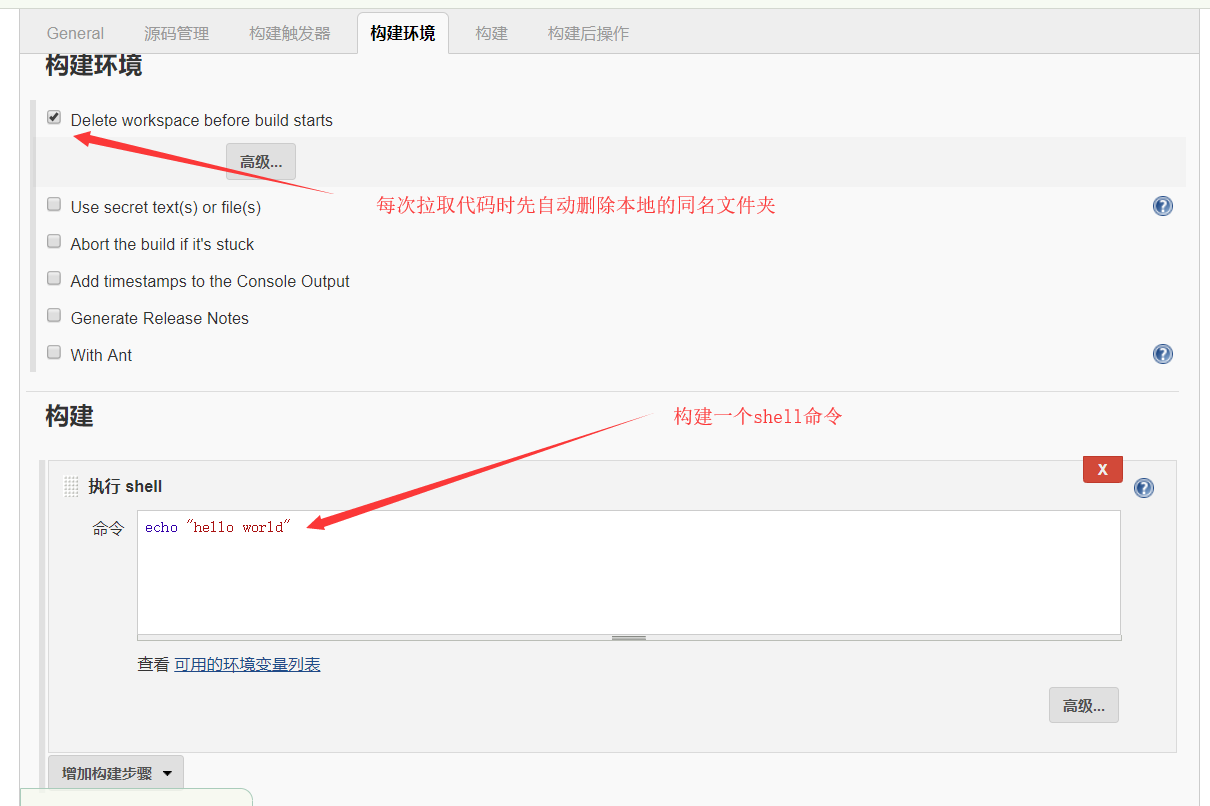 General 源码管理 构建触发器 构建环境 构建 构建后操作
构建环境
Delete workspace before build starts
高级...
Use secret text(s) or file(s)
每次拉取代码时先自动删除本地的同名文件夹
Abort the build if it's stuck
Add timestamps to the Console Output
Generate Release Notes
With Ant
构建
构建一个shell命令
X
执行 shell
命令
echo "hello world"
查看 可用的环境变量列表
高级...
增加构建步骤